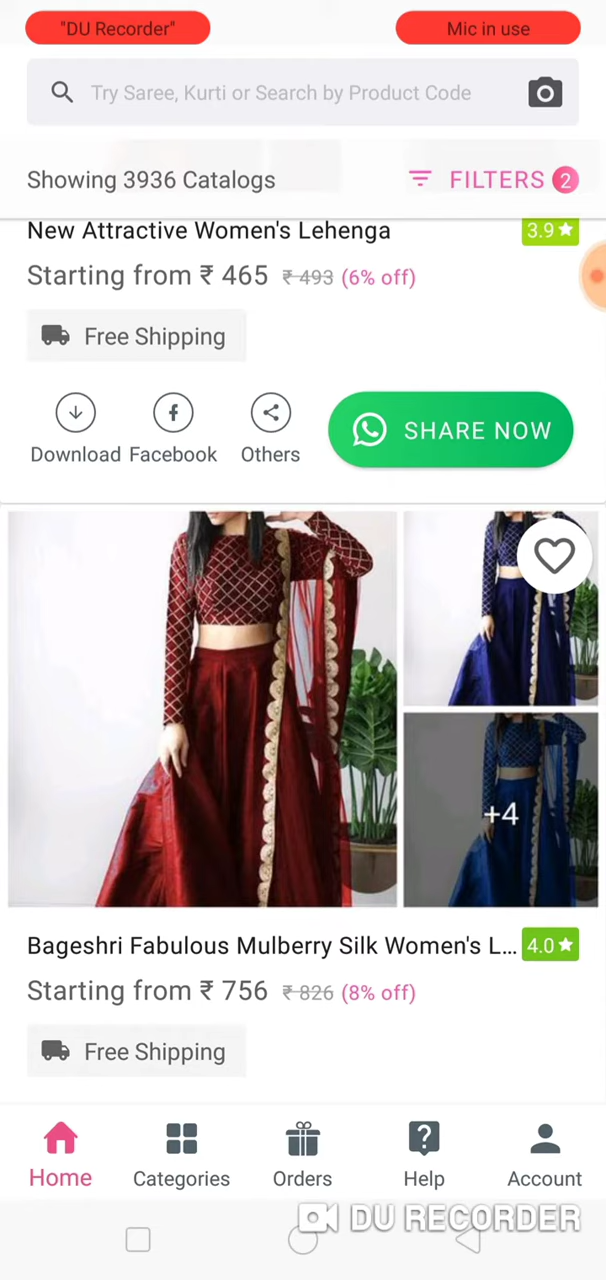 "DU Recorder" Mic in use
Try Saree, Kurti or Search by Product Code
Showing 3936 Catalogs FILTERS 2
New Attractive Women's Lehenga 3.9
Starting from ₹ 465 ₹ 493 (6% off)
Free Shipping
Download Facebook Others SHARE NOW
+4
Bageshri Fabulous Mulberry Silk Women's L... 4.0
Starting from ₹ 756 ₹ 826 (8% off)
Free Shipping
Home Categories Orders Help Account
DU RECORDER